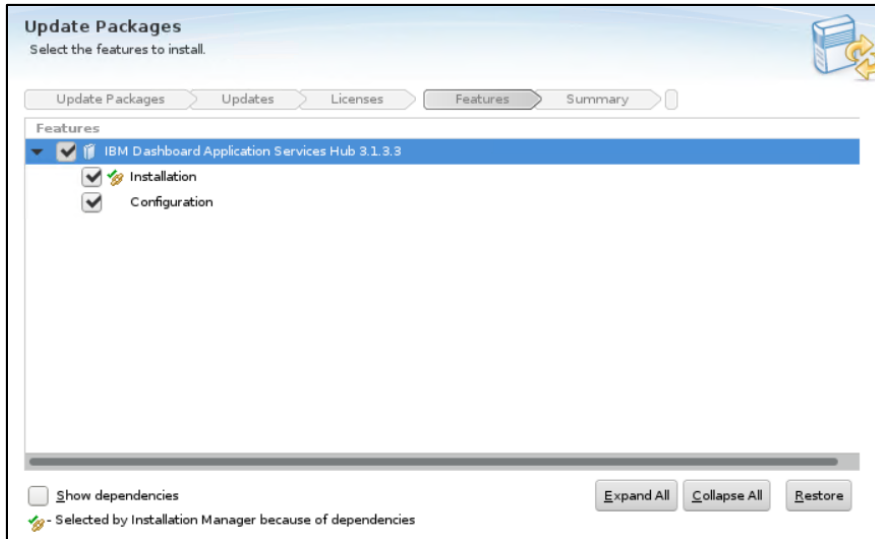 Update Packages
Select the features to install.
Update Packages Updates Licenses Features Summary
Features
IBM Dashboard Application Services Hub 3.1.3.3
Installation
Configuration
Show dependencies Expand All Collapse All Restore
- Selected by Installation Manager because of dependencies